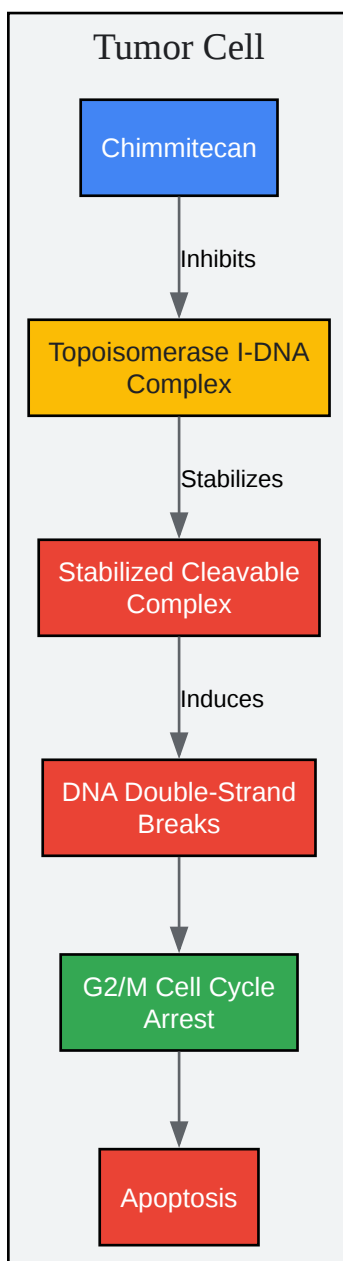 Tumor Cell
Chimmitecan
Inhibits
Topoisomerase I-DNA
Complex
Stabilizes
Stabilized Cleavable
Complex
Induces
DNA Double-Strand
Breaks
G2/M Cell Cycle
Arrest
Apoptosis